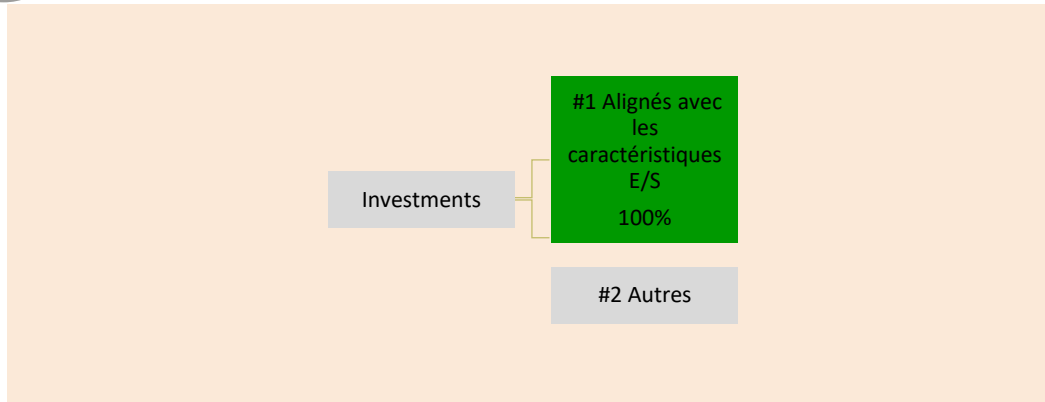 Investments
#1 Alignés avec
les
caractéristiques
E/S
100%
#2 Autres